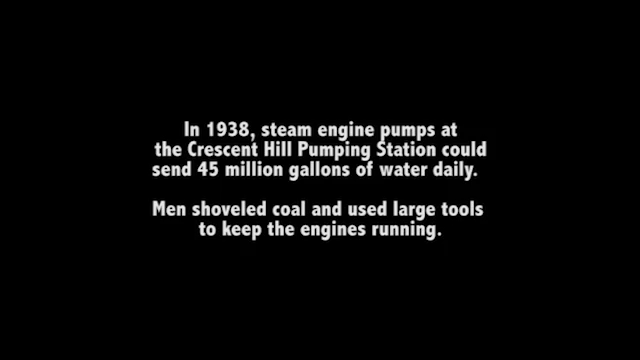 In 1938, steam engine pumps at
the Crescent Hill Pumping Station could
send 45 million gallons of water daily.
Men shoveled coal and used large tools
to keep the engines running.